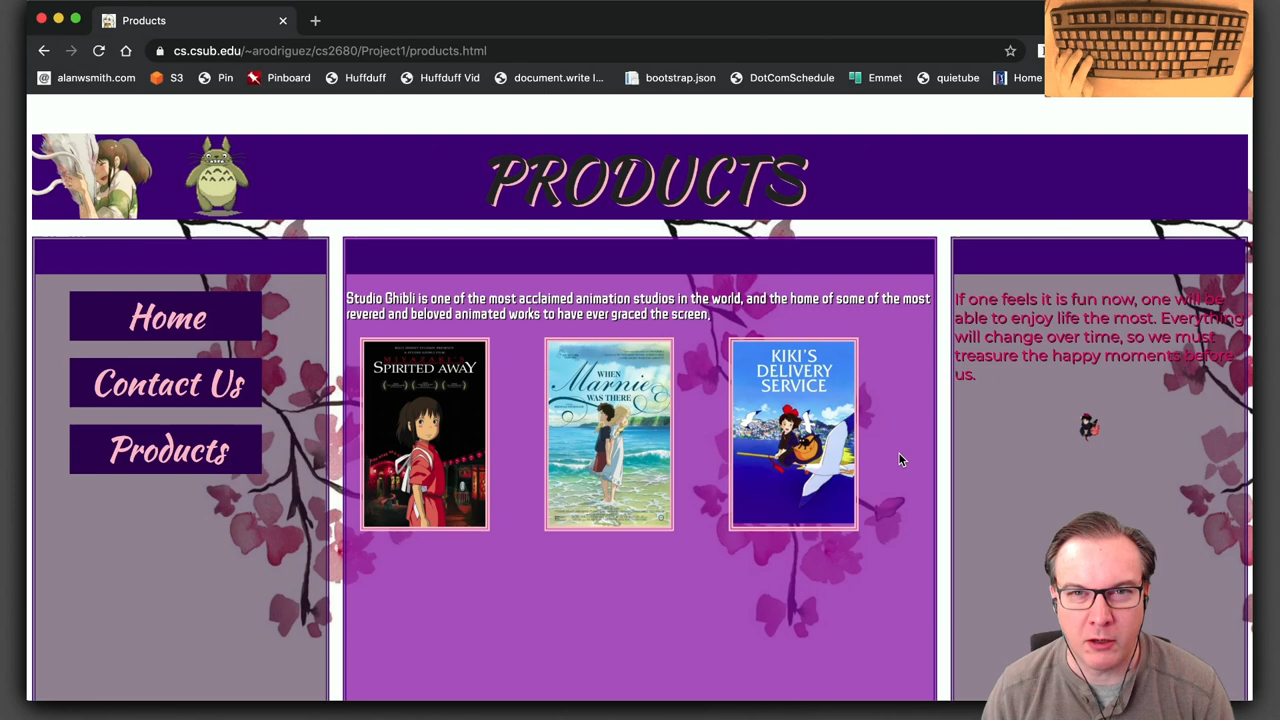 Products
cs.csub.edu/~arodriguez/cs2680/Project1/products.html
alanwsmith.com
S3
Pin
Pinboard
Huffduff
Huffduff Vid
document.write I...
bootstrap.json
DotComSchedule
Emmet
quietube
Home
PRODUCTS
Home
Contact Us
Products
Studio Ghibli is one of the most acclaimed animation studios in the world, and the home of some of the most
revered and beloved animated works to have ever graced the screen.
MIYAZAKI'S
SPIRITED AWAY
WHEN
Marnie
WAS THERE
KIKI'S
DELIVERY
SERVICE
If one feels it is fun now, one will be
able to enjoy life the most. Everything
will change over time, so we must
treasure the happy moments before
us.